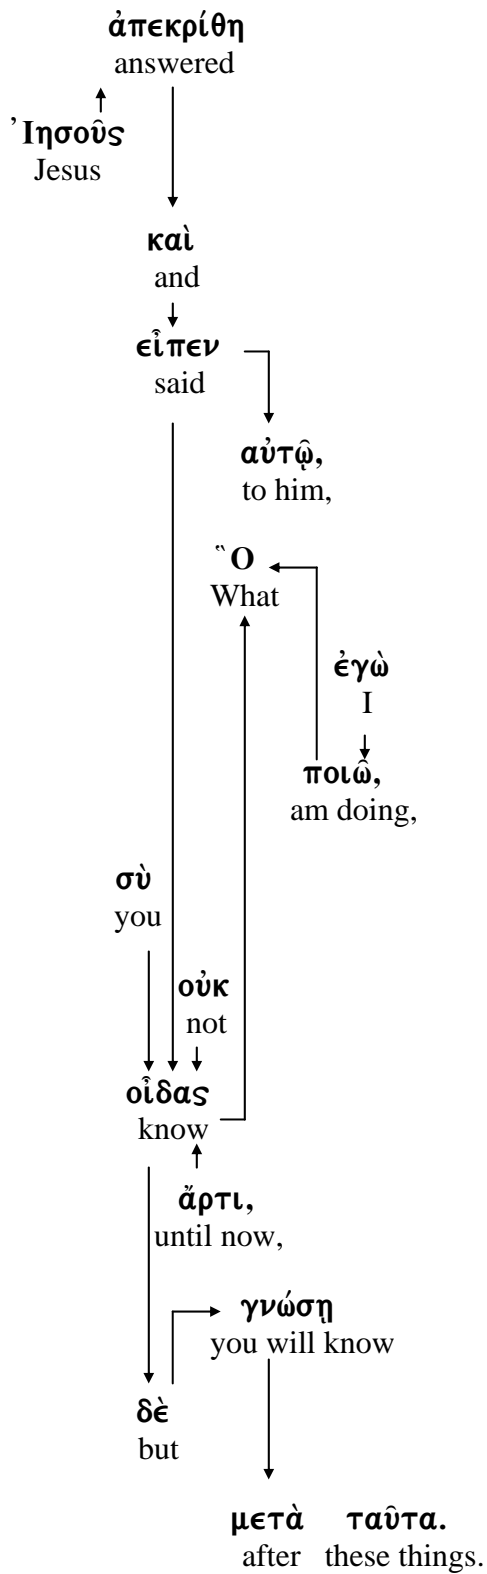 ἀπεκρίθη
answered
Ἰησοῦς
Jesus
καὶ
and
εἶπεν
said
αὐτῷ,
to him,
Ὃ
What
ἐγὼ
I
ποιῶ,
am doing,
σὺ
you
οὐκ
not
οἶδας
know
ἄρτι,
until now,
γνώσῃ
you will know
δὲ
but
μετὰ ταῦτα.
after these things.